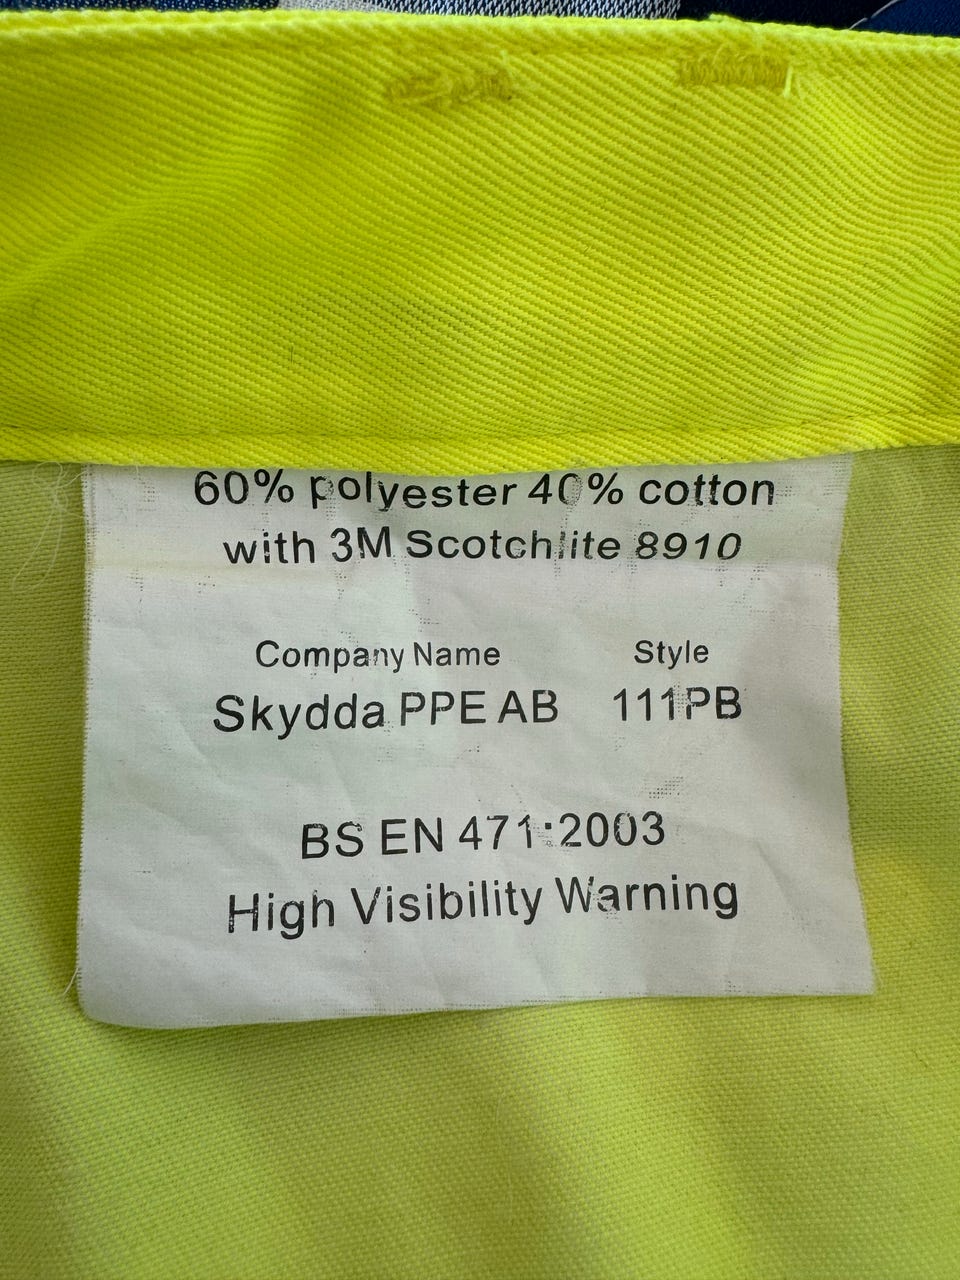 60% polyester 40% cotton
with 3M Scotchlite 8910
Company Name Style
Skydda PPE AB 111PB
BS EN 471:2003
High Visibility Warning